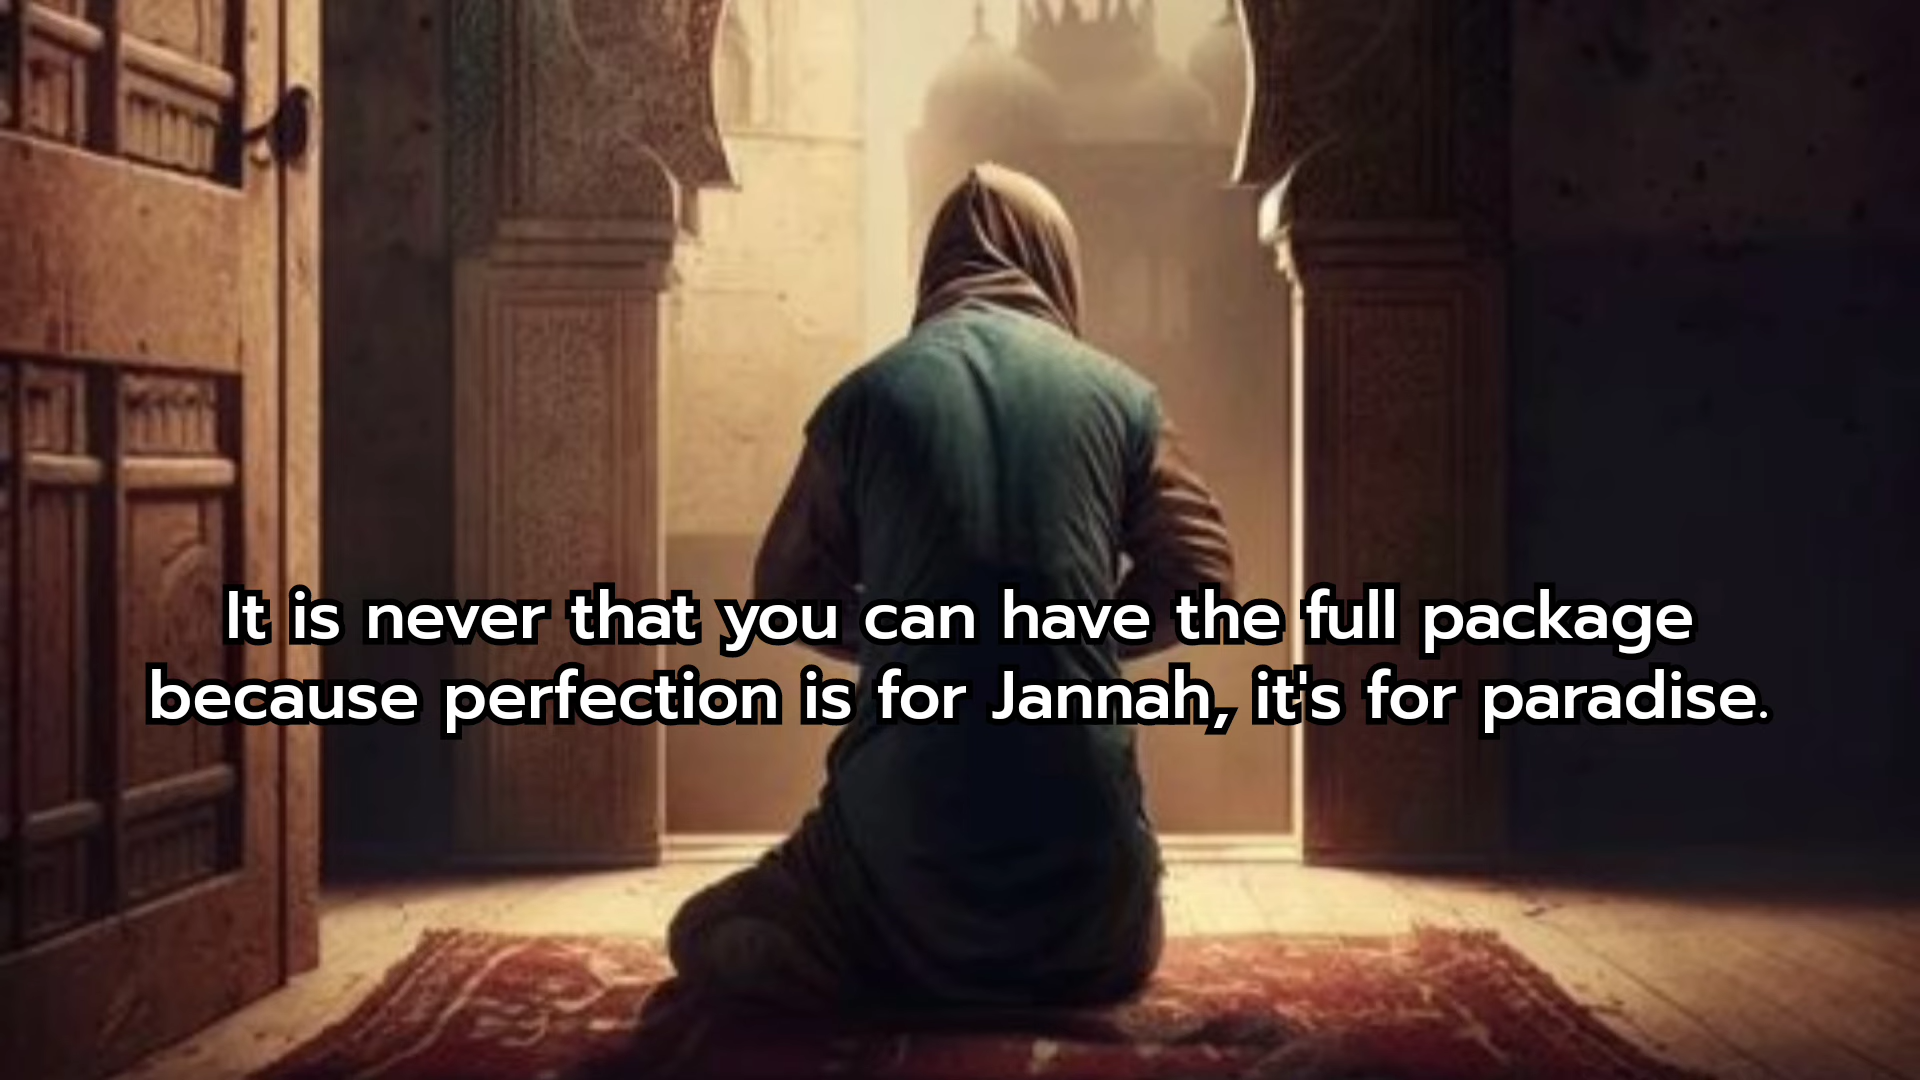 It is never that you can have the full package
because perfection is for Jannah, it's for paradise.